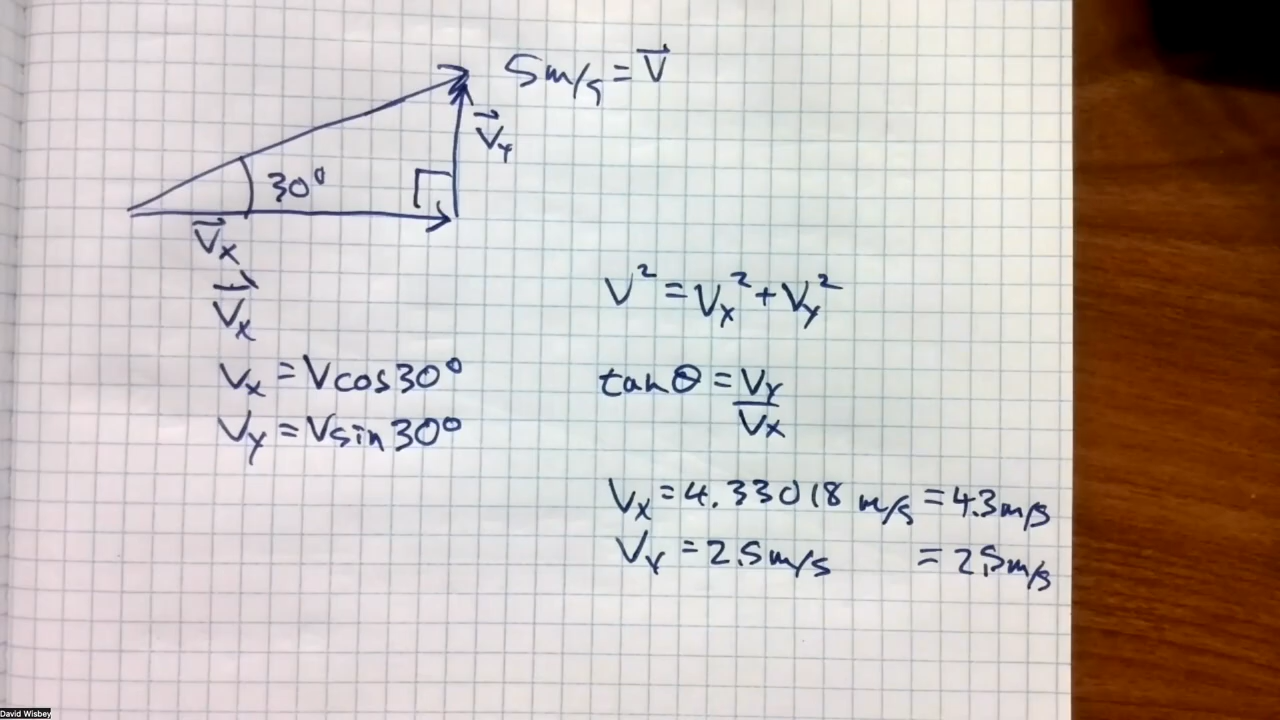 5m/s = V⃗
V⃗y
30°
V⃗x
V⃗x
V² = Vx² + Vy²
Vx = Vcos30°
tanθ = Vy/Vx
Vy = Vsin30°
Vx = 4.33018 m/s = 4.3m/s
Vy = 2.5m/s = 2.5m/s
David Wisbey